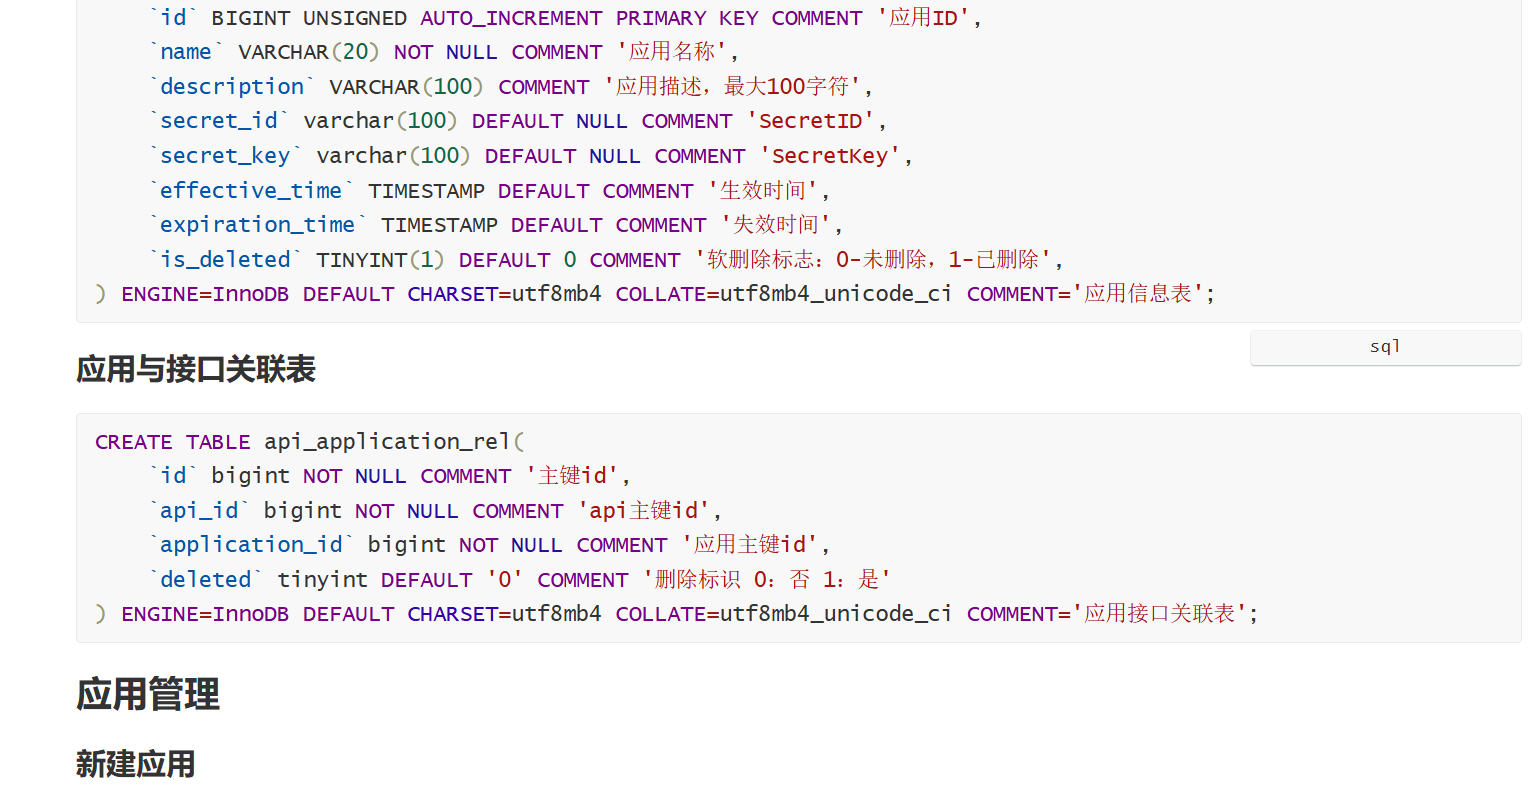 `id` BIGINT UNSIGNED AUTO_INCREMENT PRIMARY KEY COMMENT '应用ID',
`name` VARCHAR(20) NOT NULL COMMENT '应用名称',
`description` VARCHAR(100) COMMENT '应用描述，最大100字符',
`secret_id` varchar(100) DEFAULT NULL COMMENT 'SecretID',
`secret_key` varchar(100) DEFAULT NULL COMMENT 'SecretKey',
`effective_time` TIMESTAMP DEFAULT COMMENT '生效时间',
`expiration_time` TIMESTAMP DEFAULT COMMENT '失效时间',
`is_deleted` TINYINT(1) DEFAULT 0 COMMENT '软删除标志：0-未删除，1-已删除',
) ENGINE=InnoDB DEFAULT CHARSET=utf8mb4 COLLATE=utf8mb4_unicode_ci COMMENT='应用信息表';
sql
应用与接口关联表
CREATE TABLE api_application_rel(
`id` bigint NOT NULL COMMENT '主键id',
`api_id` bigint NOT NULL COMMENT 'api主键id',
`application_id` bigint NOT NULL COMMENT '应用主键id',
`deleted` tinyint DEFAULT '0' COMMENT '删除标识 0：否 1：是'
) ENGINE=InnoDB DEFAULT CHARSET=utf8mb4 COLLATE=utf8mb4_unicode_ci COMMENT='应用接口关联表';
应用管理
新建应用